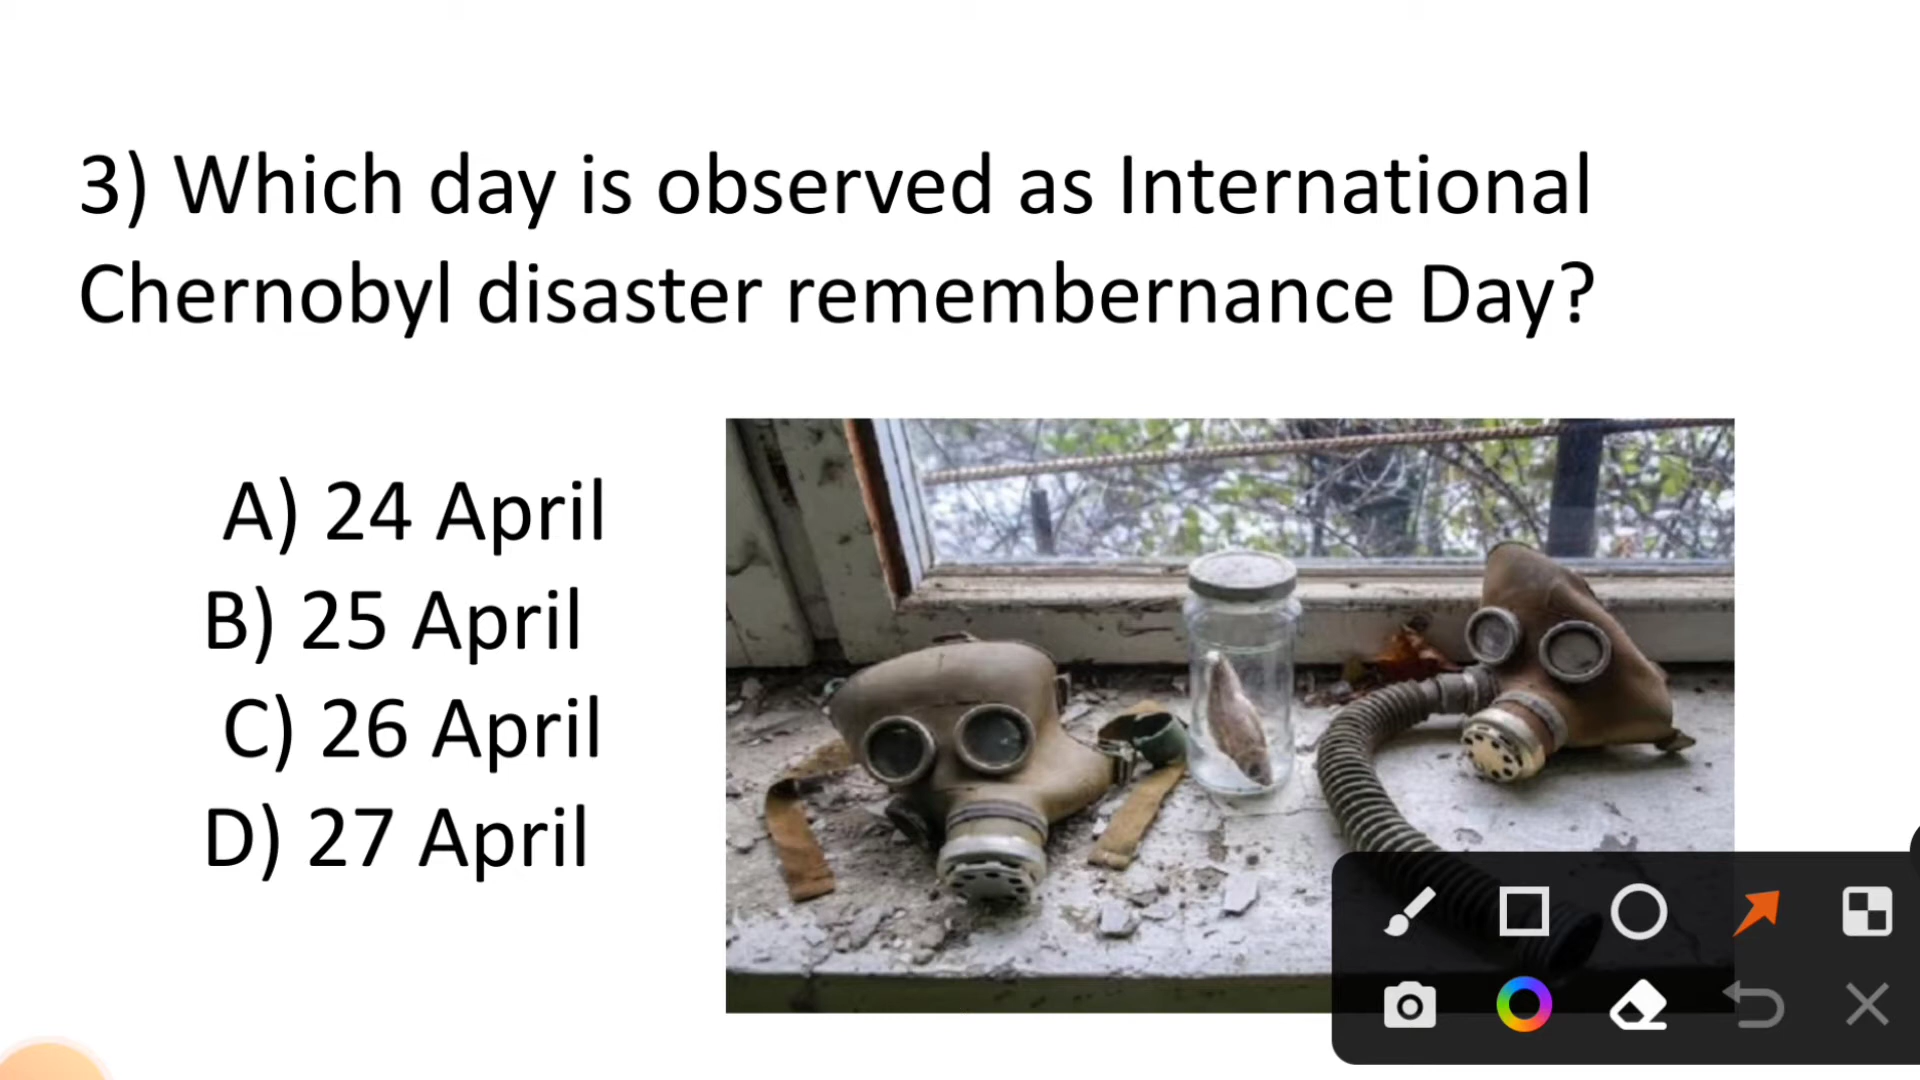 3) Which day is observed as International
Chernobyl disaster remembernance Day?
A) 24 April
B) 25 April
C) 26 April
D) 27 April